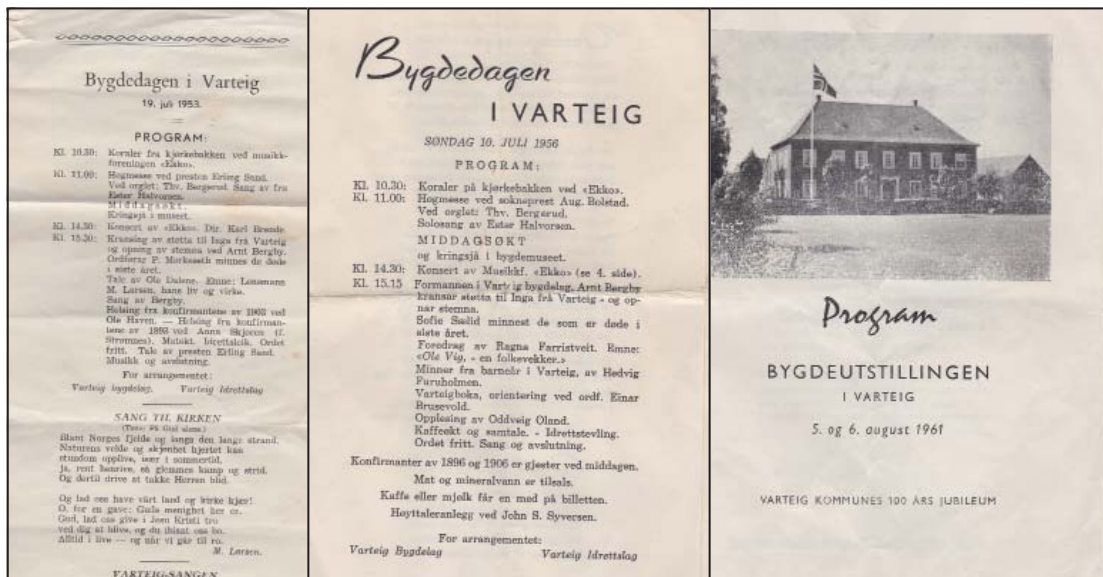 Bygdedagen i Varteig
19. juli 1953.
PROGRAM:
Kl. 10.30: Koraler fra kjørkebakken ved musikk-
foreningen «Ekko».
Kl. 11.00: Høgmesse ved presten Erling Sand.
Ved orglet: Thv. Bergerud. Sang av fru
Ester Halvorsen.
Middagsøkt.
Kringsjå i museet.
Kl. 14.30: Konsert av «Ekko». Dir. Karl Brende.
Kl. 15.30: Kransing av støtta til Inga frå Varteig
og opning av stemna ved Arnt Bergby.
Ordførar P. Morkeseth minnes de døde
i siste året.
Tale av Ole Dalene. Emne: Lensmann
M. Larsen, hans liv og virke.
Sang av Bergby.
Helsing frå konfirmantene av 1903 ved
Ole Haven. — Helsing fra konfirman-
tene av 1893 ved Anna Skjøren (f.
Strømnes). Musikk. Ordet
fritt. Tale av presten Erling Sand.
Musikk og avslutning.
For arrangementet:
Varteig bygdelag. Varteig Idrettslag
SANG TIL KIRKEN
Blant Norges fjelde og langs den lange strand.
Naturens velde og skjønhet hjertet kan
stundom oplive, især i sommertid.
Ja, rent henrive, så glemmes kamp og strid.
Og dertil drive at takke Herren blid.
Og lad oss have vårt land og kirke kjær!
O, for en gave: Guds menighet her er.
Gud, lad oss give i Jesu Kristi tro
ved dig at blive, og du iblant oss bo.
Alltid i live — og når vi går til ro.
M. Larsen.
VARTEIG-SANGEN
Bygdedagen
I VARTEIG
SØNDAG 10. JULI 1956
PROGRAM:
Kl. 10.30: Koraler på kjørkebakken ved «Ekko».
Kl. 11.00: Høgmesse ved sokneprest Aug. Bolstad.
Ved orglet: Thv. Bergerud.
Solosang av Ester Halvorsen.
MIDDAGSØKT
og kringsjå i bygdemuseet.
Kl. 14.30: Konsert av Musikkf. «Ekko» (se 4. side).
Kl. 15.15 Formannen i Varteig bygdelag, Arnt Bergby
kransar støtta til Inga frå Varteig - og op-
nar stemna.
Sofie Sælid minnest de som er døde i
siste året.
Foredrag av Ragna Farristveit. Emne:
«Ole Vig, - en folkevekker.»
Minner fra barneår i Varteig, av Hedvig
Furuholmen.
Varteigboka, orientering ved ordf. Einar
Brusevold.
Opplesing av Oddveig Oland.
Kaffeøkt og samtale. - Idrettstevling.
Ordet fritt. Sang og avslutning.
Konfirmanter av 1896 og 1906 er gjester ved middagen.
Mat og mineralvann er tilsals.
Kaffe eller mjølk får en med på billetten.
Høyttaleranlegg ved John S. Syversen.
For arrangementet:
Varteig Bygdelag Varteig Idrettslag
Program
BYGDEUTSTILLINGEN
I VARTEIG
5. og 6. august 1961
VARTEIG KOMMUNES 100 ÅRS JUBILEUM